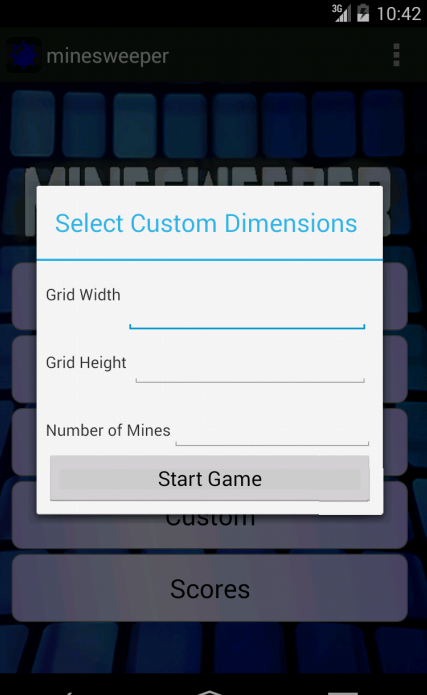 3G 10:42
minesweeper
MINESWEEPER
Select Custom Dimensions
Grid Width
Grid Height
Number of Mines
Start Game
Custom
Scores